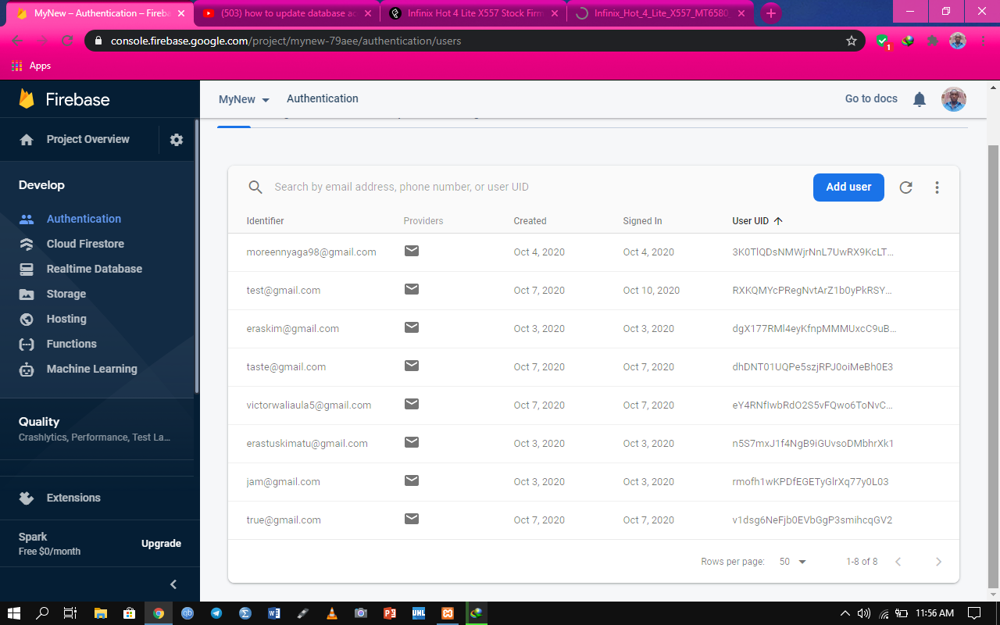 MyNew – Authentication – Fireba
(503) how to update database ac
Infinix Hot 4 Lite X557 Stock Firm
Infinix_Hot_4_Lite_X557_MT6580_
console.firebase.google.com/project/mynew-79aee/authentication/users
1
Apps
Firebase
MyNew
Authentication
Go to docs
Project Overview
Develop
Authentication
Cloud Firestore
Realtime Database
Storage
Hosting
Functions
Machine Learning
Quality
Crashlytics, Performance, Test La...
Extensions
Spark
Free $0/month
Upgrade
Search by email address, phone number, or user UID
Add user
Identifier Providers Created Signed In User UID
moreennyaga98@gmail.com Oct 4, 2020 Oct 4, 2020 3K0TlQDsNMWjrNnL7UwRX9KcLT...
test@gmail.com Oct 7, 2020 Oct 10, 2020 RXKQMYcPRegNvtArZ1b0yPkRSY...
eraskim@gmail.com Oct 3, 2020 Oct 3, 2020 dgX177RMl4eyKfnpMMMUxcC9uB...
taste@gmail.com Oct 7, 2020 Oct 7, 2020 dhDNT01UQPe5szjRPJ0oiMeBh0E3
victorwaliaula5@gmail.com Oct 7, 2020 Oct 7, 2020 eY4RNfIwbRdO2S5vFQwo6ToNvC...
erastuskimatu@gmail.com Oct 3, 2020 Oct 3, 2020 n5S7mxJ1f4NgB9iGUvsoDMbhrXk1
jam@gmail.com Oct 3, 2020 Oct 3, 2020 rmofh1wKPDfEGETyGlrXq77y0L03
true@gmail.com Oct 7, 2020 Oct 7, 2020 v1dsg6NeFjb0EVbGgP3smihcqGV2
Rows per page: 50 1-8 of 8
11:56 AM